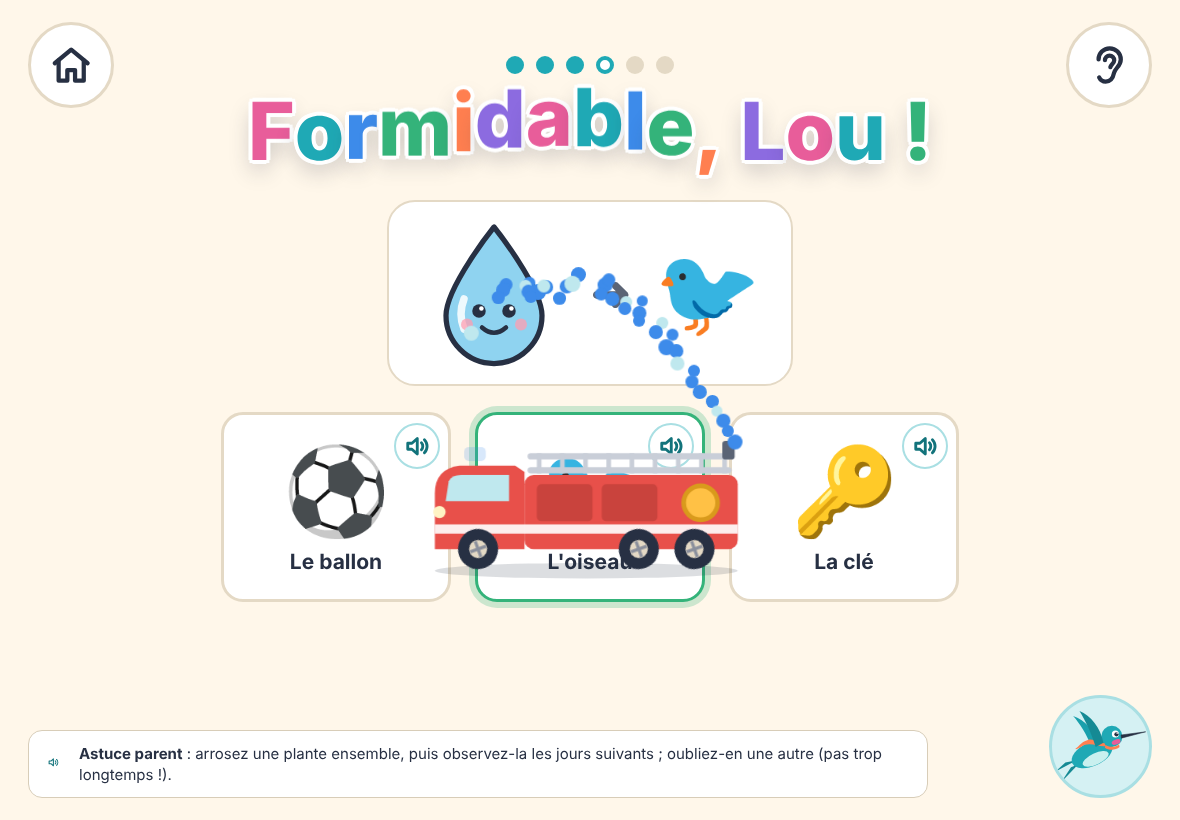 Formidable, Lou !
Le ballon
L'oiseau
La clé
Astuce parent : arrosez une plante ensemble, puis observez-la les jours suivants ; oubliez-en une autre (pas trop
longtemps !).